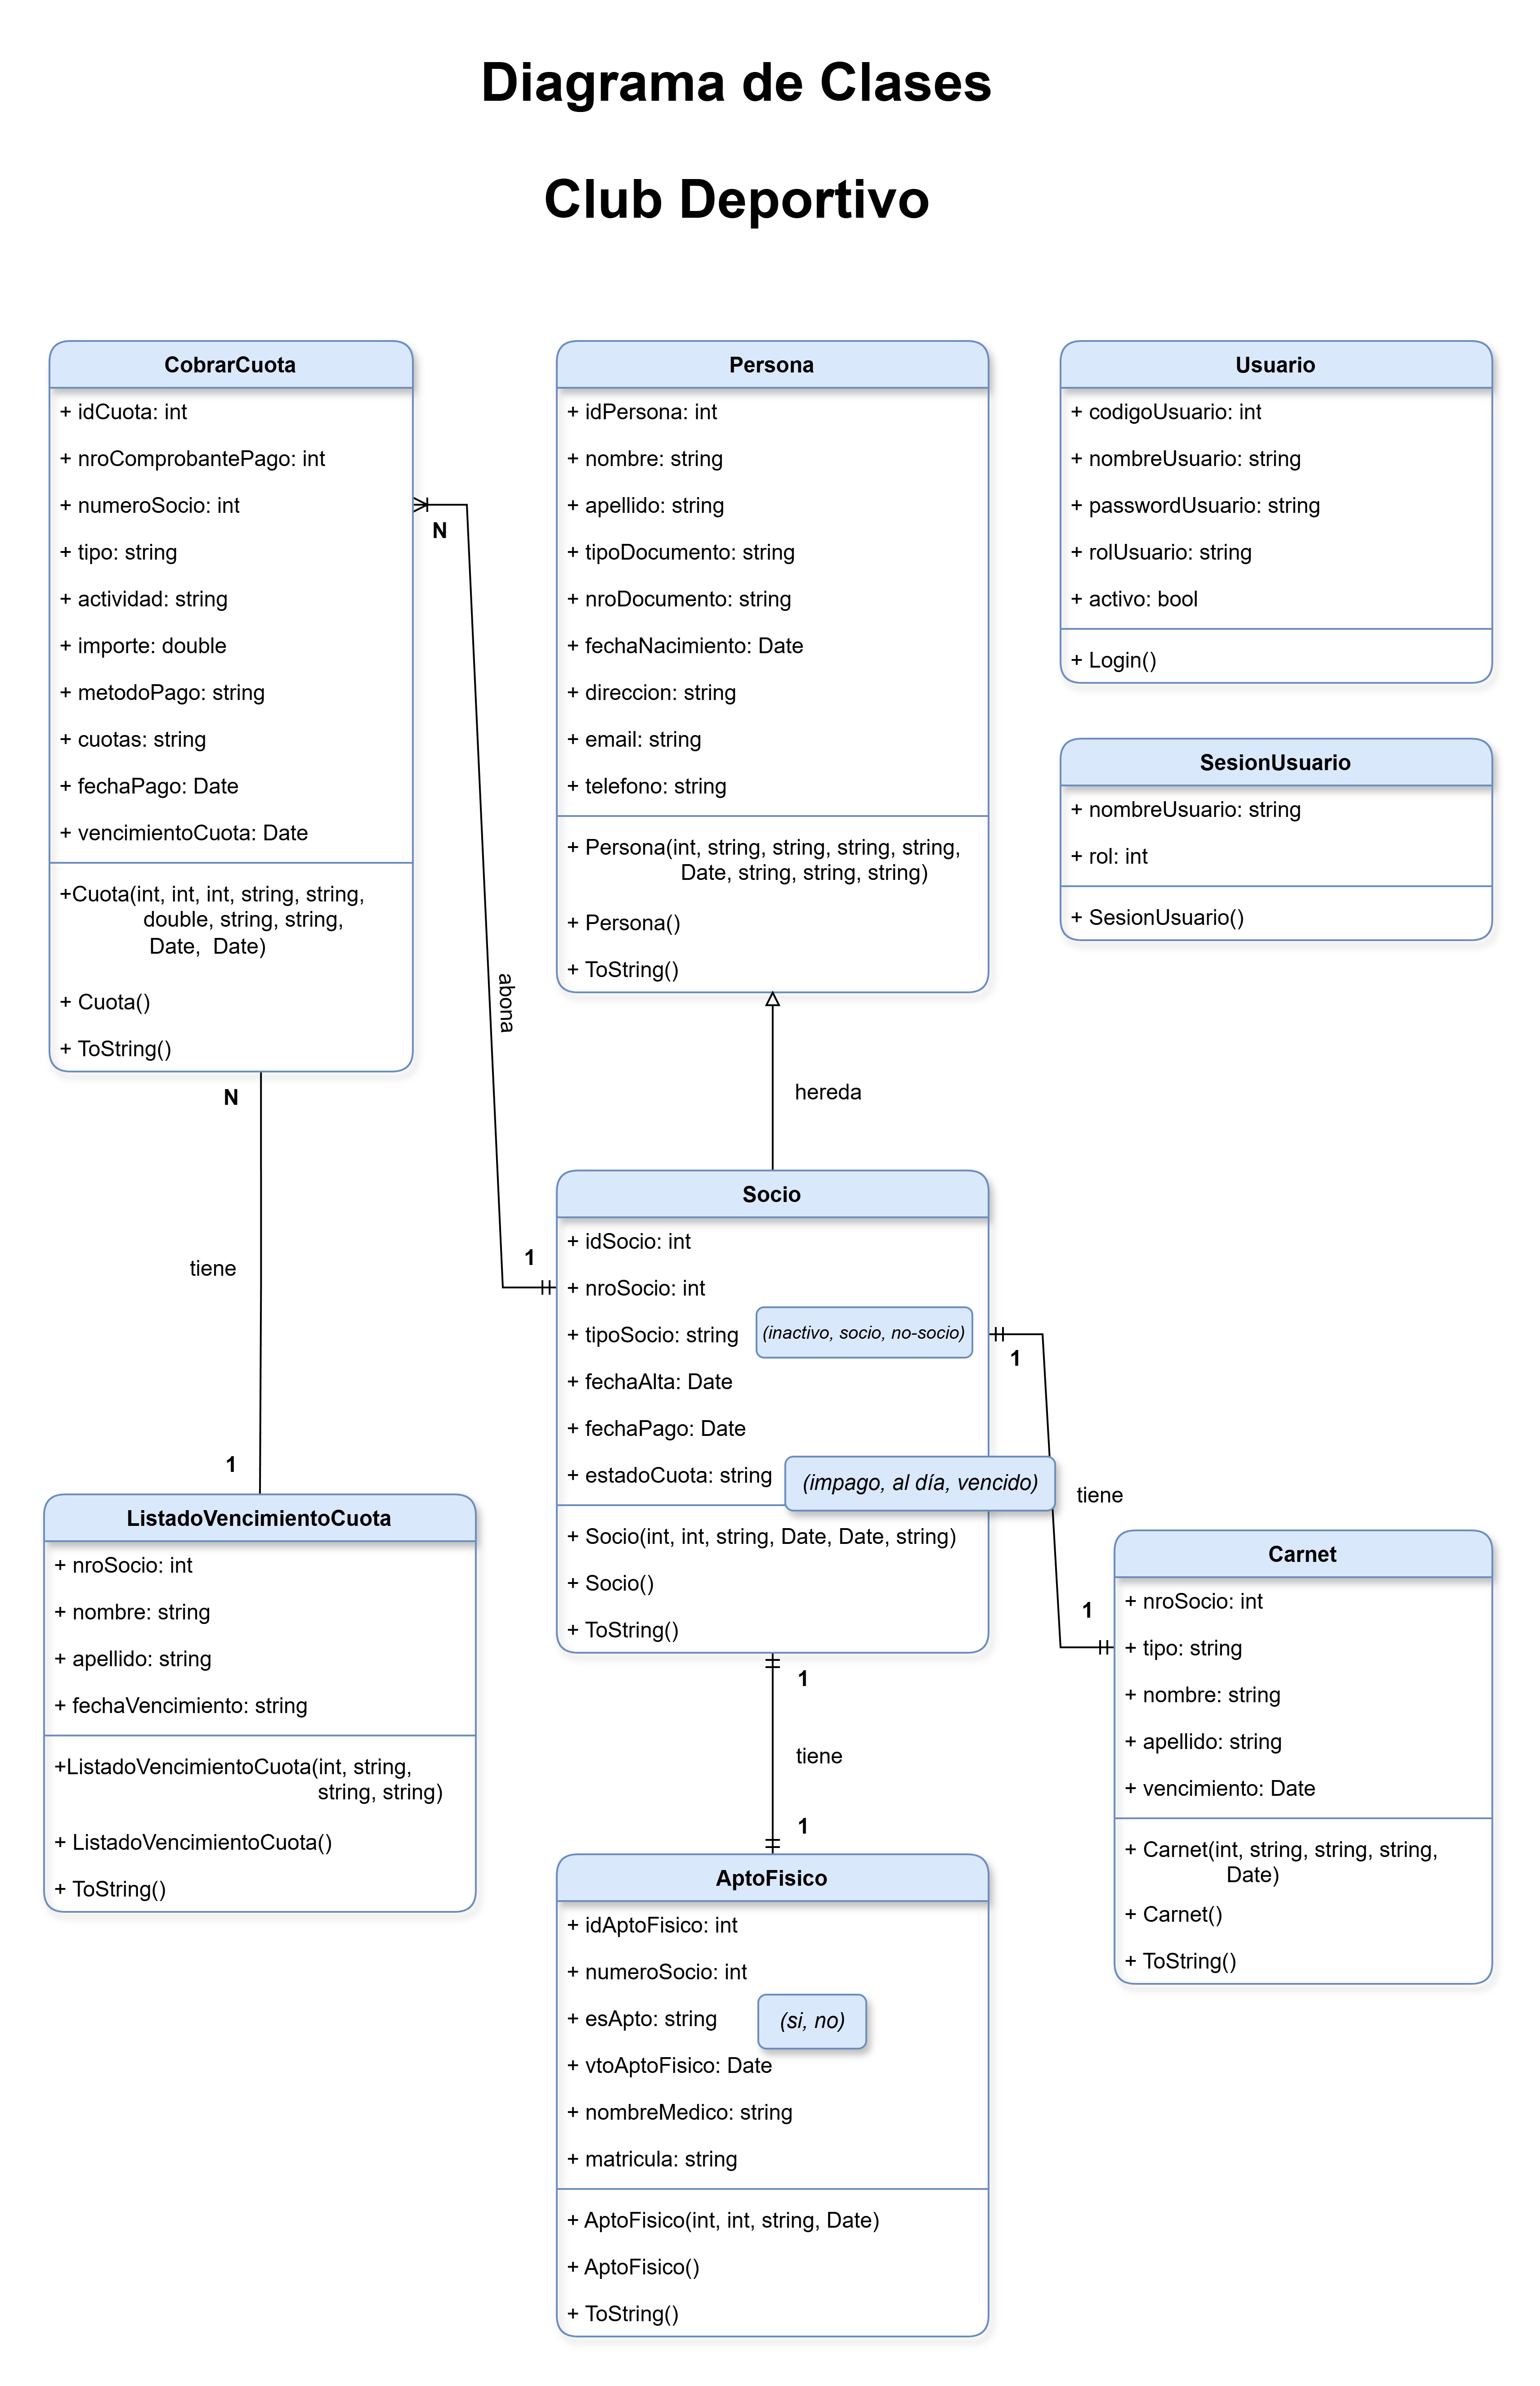 Diagrama de Clases
Club Deportivo
CobrarCuota
+ idCuota: int
+ nroComprobantePago: int
+ numeroSocio: int
+ tipo: string
+ actividad: string
+ importe: double
+ metodoPago: string
+ cuotas: string
+ fechaPago: Date
+ vencimientoCuota: Date
+Cuota(int, int, int, string, string,
double, string, string,
Date, Date)
+ Cuota()
+ ToString()
Persona
+ idPersona: int
+ nombre: string
+ apellido: string
+ tipoDocumento: string
+ nroDocumento: string
+ fechaNacimiento: Date
+ direccion: string
+ email: string
+ telefono: string
+ Persona(int, string, string, string, string,
Date, string, string, string)
+ Persona()
+ ToString()
Usuario
+ codigoUsuario: int
+ nombreUsuario: string
+ passwordUsuario: string
+ rolUsuario: string
+ activo: bool
+ Login()
SesionUsuario
+ nombreUsuario: string
+ rol: int
+ SesionUsuario()
N
abona
1
hereda
N
tiene
1
Socio
+ idSocio: int
+ nroSocio: int
+ tipoSocio: string
(inactivo, socio, no-socio)
+ fechaAlta: Date
+ fechaPago: Date
+ estadoCuota: string
(impago, al día, vencido)
+ Socio(int, int, string, Date, Date, string)
+ Socio()
+ ToString()
1
tiene
1
ListadoVencimientoCuota
+ nroSocio: int
+ nombre: string
+ apellido: string
+ fechaVencimiento: string
+ListadoVencimientoCuota(int, string,
string, string)
+ ListadoVencimientoCuota()
+ ToString()
Carnet
+ nroSocio: int
+ tipo: string
+ nombre: string
+ apellido: string
+ vencimiento: Date
+ Carnet(int, string, string, string,
Date)
+ Carnet()
+ ToString()
1
tiene
1
AptoFisico
+ idAptoFisico: int
+ numeroSocio: int
+ esApto: string
(si, no)
+ vtoAptoFisico: Date
+ nombreMedico: string
+ matricula: string
+ AptoFisico(int, int, string, Date)
+ AptoFisico()
+ ToString()